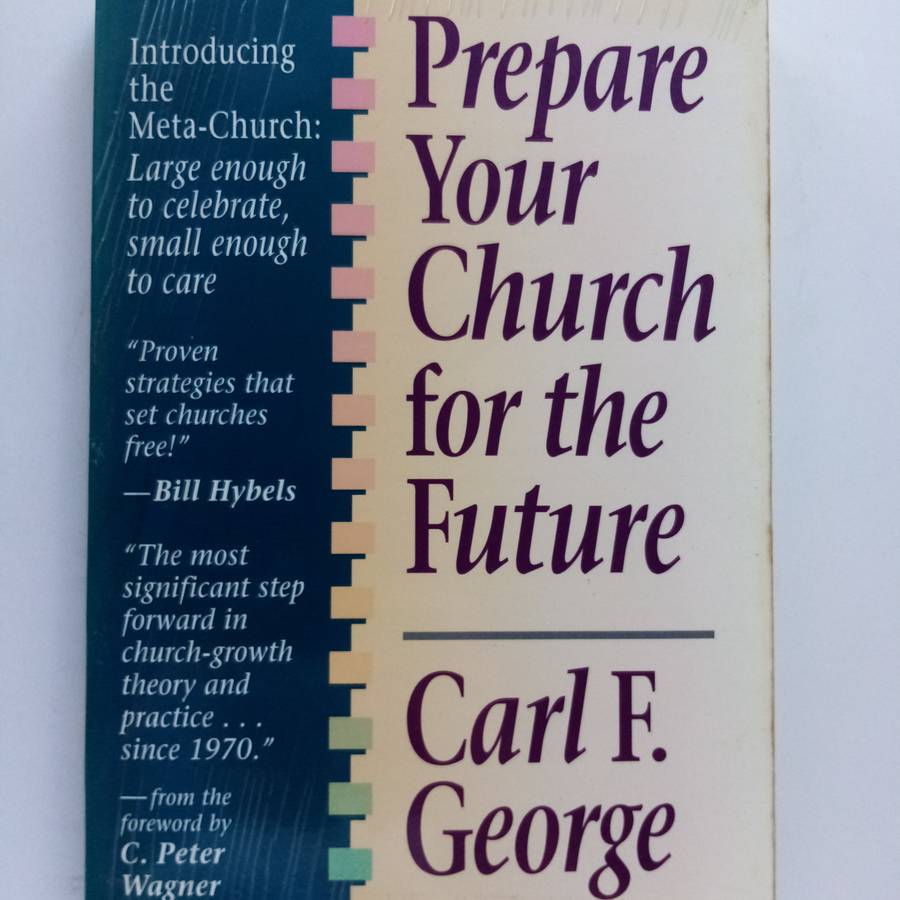 Introducing
the
Meta-Church:
Large enough
to celebrate,
small enough
to care
“Proven
strategies that
set churches
free!”
—Bill Hybels
“The most
significant step
forward in
church-growth
theory and
practice . . .
since 1970.”
—from the
foreword by
C. Peter
Wagner
Prepare
Your
Church
for the
Future
Carl F.
George